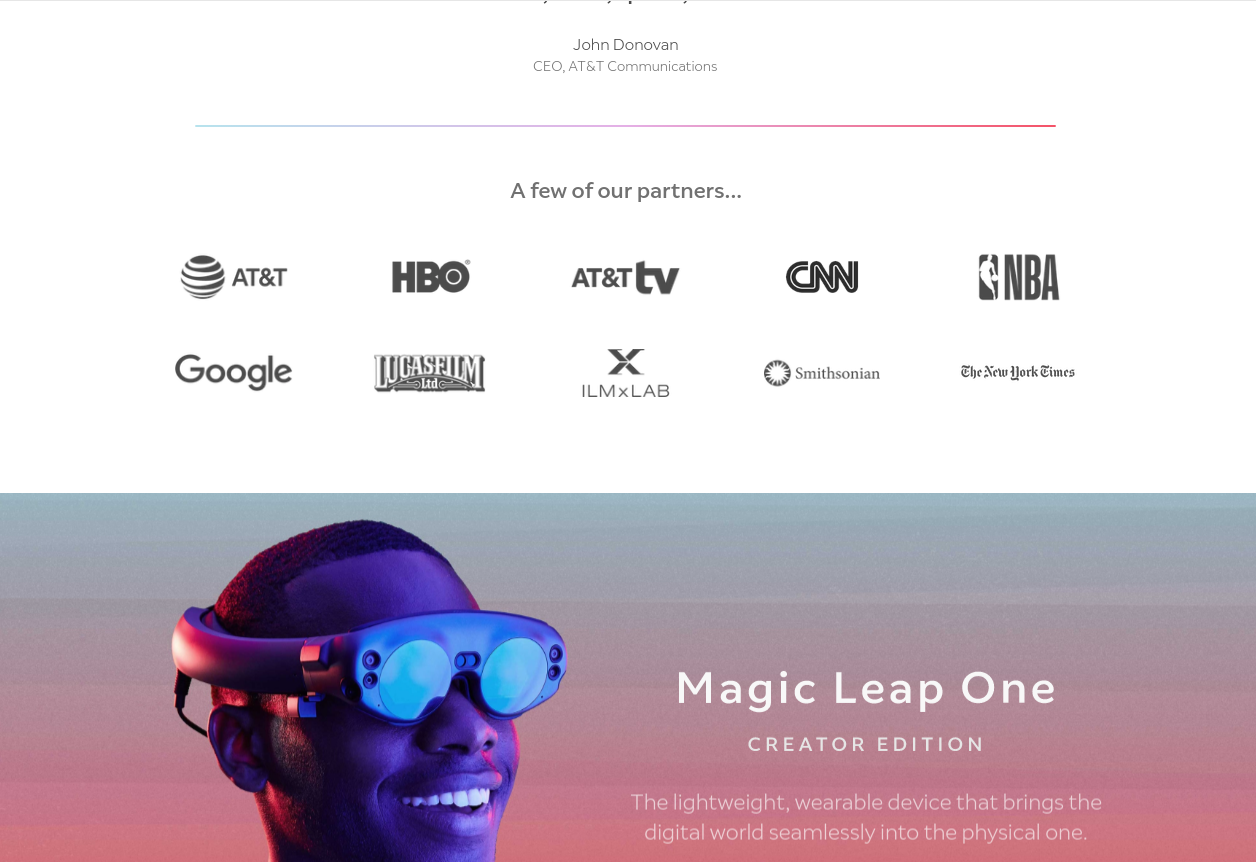 John Donovan
CEO, AT&T Communications
A few of our partners...
AT&T
HBO®
AT&T tv
CNN
NBA
Google
LUCASFILM
Ltd
ILMxLAB
Smithsonian
The New York Times
Magic Leap One
CREATOR EDITION
The lightweight, wearable device that brings the
digital world seamlessly into the physical one.